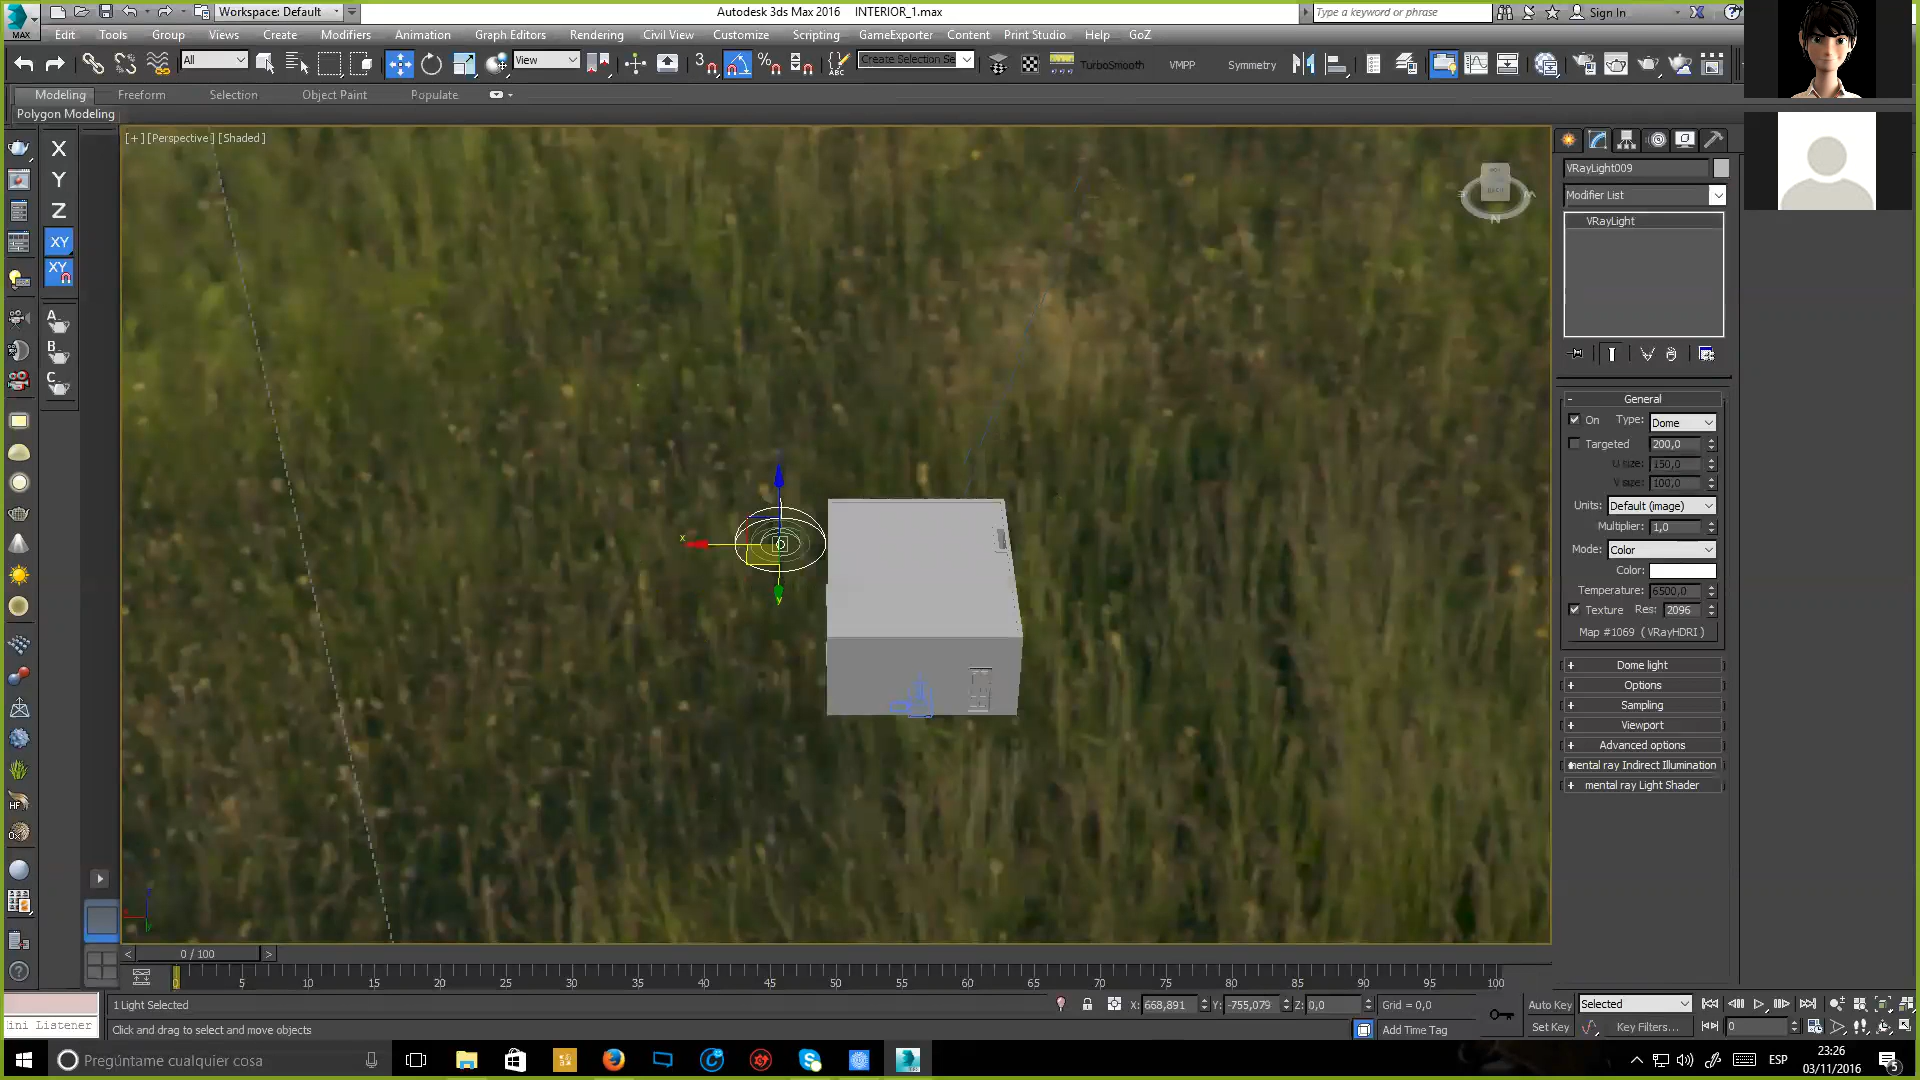 Workspace: Default
Autodesk 3ds Max 2016 INTERIOR_1.max
Type a keyword or phrase
Sign In
MAX
Edit Tools Group Views Create Modifiers Animation Graph Editors Rendering Civil View Customize Scripting GameExporter Content Print Studio Help GoZ
All
View
Create Selection Se
TurboSmooth VMPP Symmetry
Modeling Freeform Selection Object Paint Populate
Polygon Modeling
[+] [Perspective] [Shaded]
X
Y
Z
XY
XY
A
B
C
x
y
N
VRayLight009
Modifier List
VRayLight
General
On Type: Dome
Targeted 200,0
U size: 150,0
V size: 100,0
Units: Default (image)
Multiplier: 1,0
Mode: Color
Color:
Temperature: 6500,0
Texture Res: 2096
Map #1069 ( VRayHDRI )
Dome light
Options
Sampling
Viewport
Advanced options
mental ray Indirect Illumination
mental ray Light Shader
0 / 100
0 5 10 15 20 25 30 35 40 45 50 55 60 65 70 75 80 85 90 95 100
1 Light Selected
X: 668,891 Y: -755,079 Z: 0,0 Grid = 0,0
Auto Key Selected
ini Listener
Click and drag to select and move objects
Add Time Tag
Set Key Key Filters... 0
Pregúntame cualquier cosa
ESP
23:26
03/11/2016
5